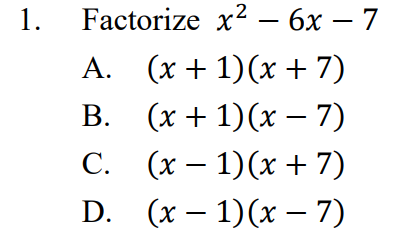 1. Factorize x² − 6x − 7
A. (x + 1)(x + 7)
B. (x + 1)(x − 7)
C. (x − 1)(x + 7)
D. (x − 1)(x − 7)